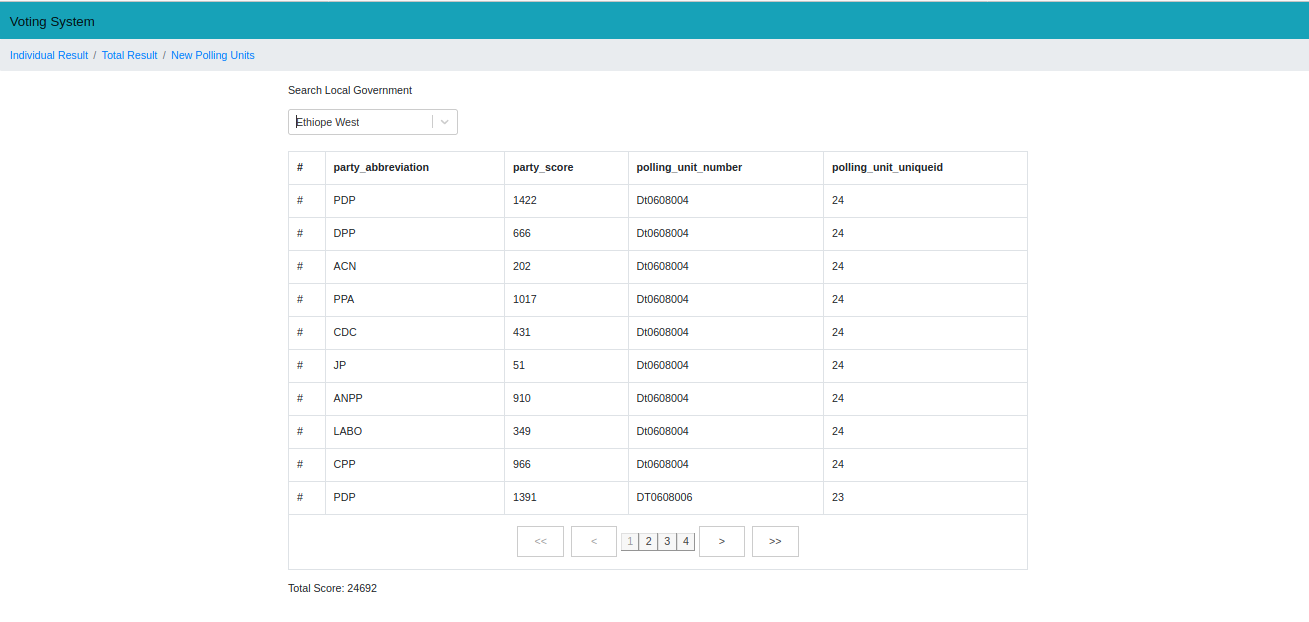 Voting System
Individual Result / Total Result / New Polling Units
Search Local Government
Ethiope West
# party_abbreviation party_score polling_unit_number polling_unit_uniqueid
# PDP 1422 Dt0608004 24
# DPP 666 Dt0608004 24
# ACN 202 Dt0608004 24
# PPA 1017 Dt0608004 24
# CDC 431 Dt0608004 24
# JP 51 Dt0608004 24
# ANPP 910 Dt0608004 24
# LABO 349 Dt0608004 24
# CPP 966 Dt0608004 24
# PDP 1391 DT0608006 23
<< < 1 2 3 4 > >>
Total Score: 24692